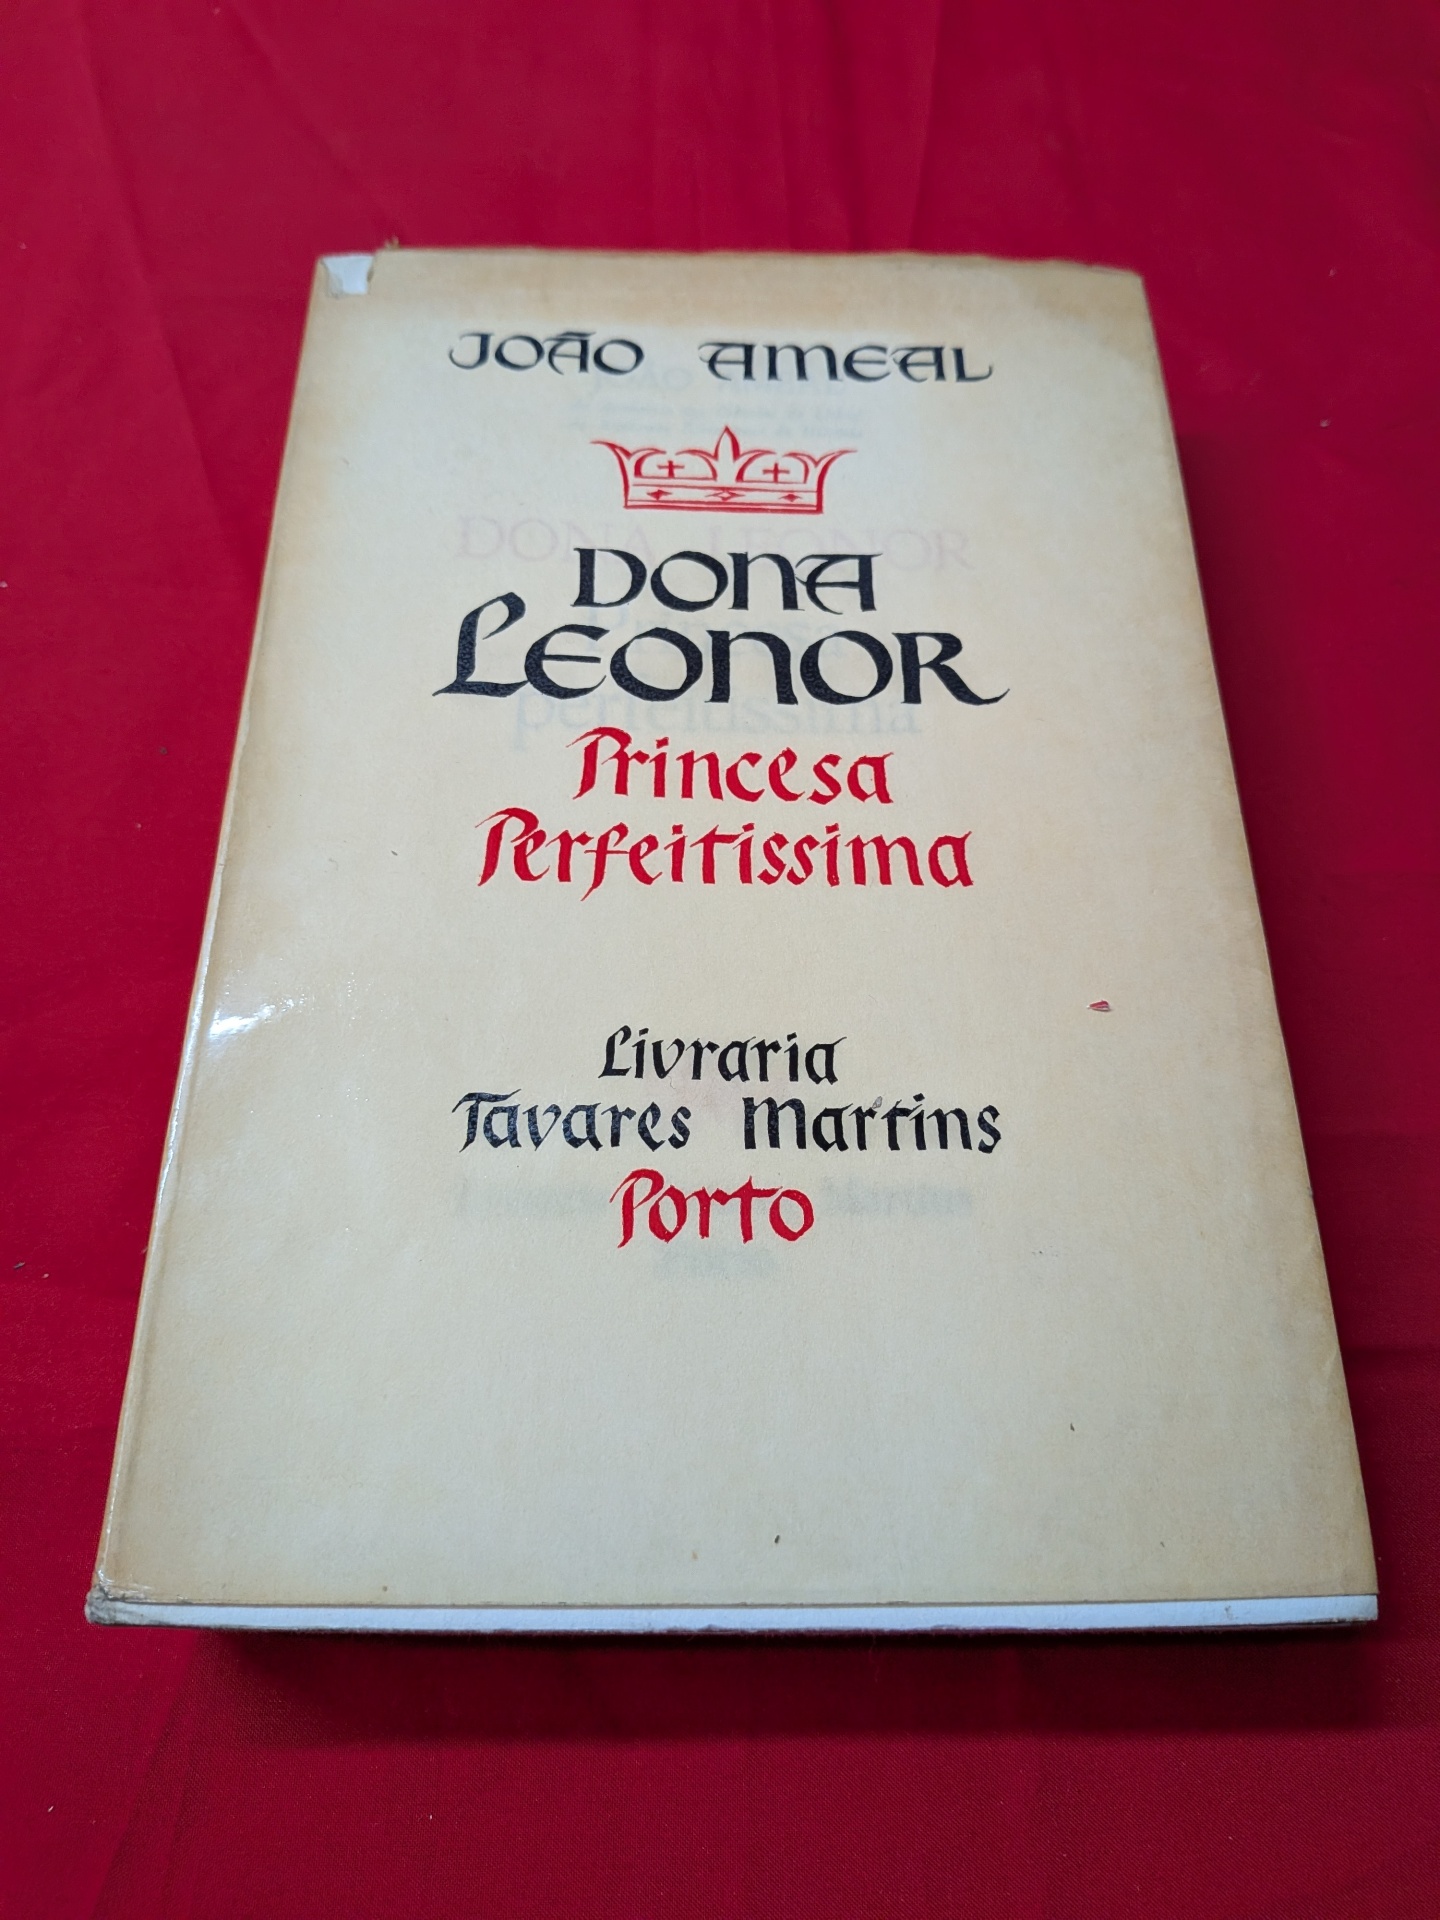 JOÃO AMEAL
DONA
LEONOR
Princesa
Perfeitissima
Livraria
Tavares Martins
Porto